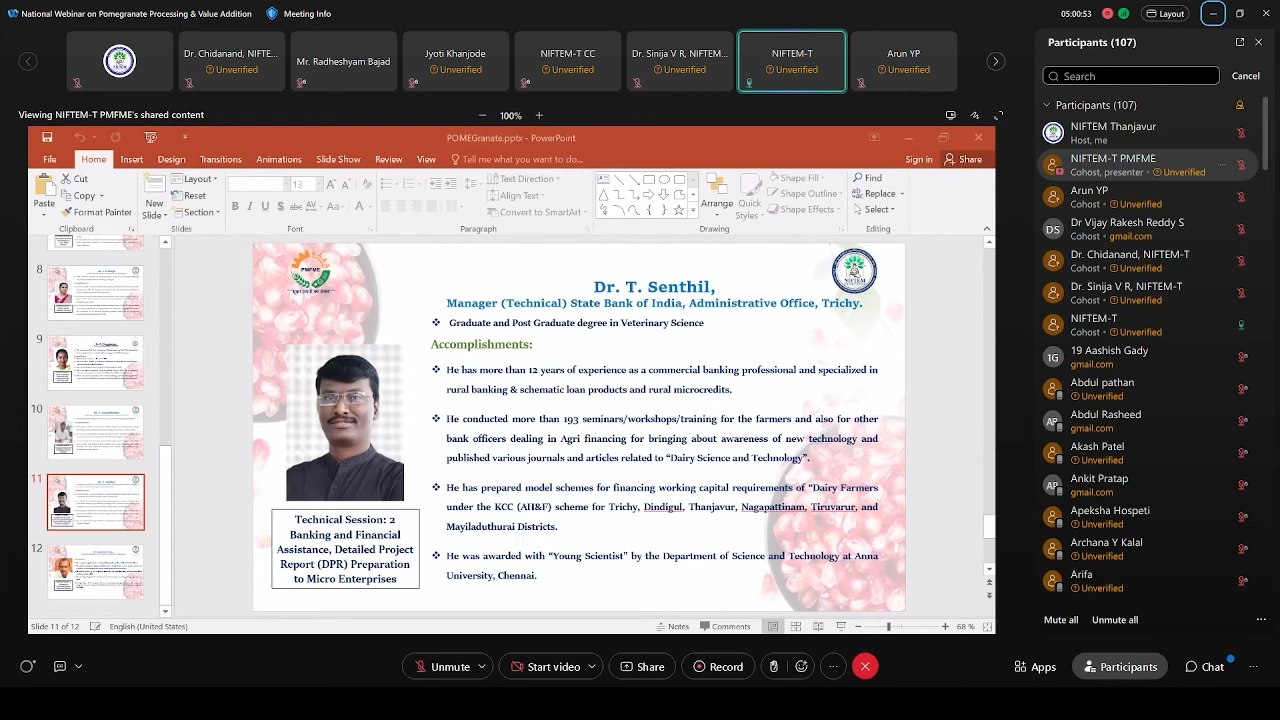 National Webinar on Pomegranate Processing & Value Addition
Meeting Info
05:00:53
Layout
Dr. Chidanand, NIFTE...
Unverified
Mr. Radheshyam Bajad
Jyoti Khanjode
Unverified
NIFTEM-T CC
Unverified
Dr. Sinija V R, NIFTEM...
Unverified
NIFTEM-T
Unverified
Arun YP
Unverified
Viewing NIFTEM-T PMFME's shared content
100%
POMEGranate.pptx - PowerPoint
File Home Insert Design Transitions Animations Slide Show Review View Tell me what you want to do...
Sign in Share
Paste
Cut
Copy
Format Painter
Clipboard
New Slide
Layout
Reset
Section
Slides
13
Font
Text Direction
Align Text
Convert to SmartArt
Paragraph
Arrange
Quick Styles
Shape Fill
Shape Outline
Shape Effects
Drawing
Find
Replace
Select
Editing
8
9
10
11
12
PMFME
NIFTEM
Dr. T. Senthil,
Manager (Technical) State Bank of India, Administrative Office, Trichy.
Graduate and Post Graduate degree in Veterinary Science
Accomplishments:
He has more than 12 years of experience as a commercial banking professional and specialized in
rural banking & schematic loan products and rural microcredits.
He conducted more than 123 seminars/workshops/training for the farmers and also for other
bank officers dealing in Agri financing for bringing about awareness of new technology and
published various journals and articles related to "Dairy Science and Technology".
He has prepared model schemes for financing working capital requirements of "Dairy Farmers
under the KCC (AH&F) scheme for Trichy, Dindigul, Thanjavur, Nagapattinam, Tiruvarur, and
Mayiladuthurai Districts.
He was awarded with "Young Scientist" by the Department of Science and Technology at Anna
University, Chennai.
Technical Session: 2
Banking and Financial
Assistance, Detailed Project
Report (DPR) Preparation
to Micro Enterprises
Slide 11 of 12
English (United States)
Notes
Comments
68 %
Participants (107)
Search
Cancel
Participants (107)
NIFTEM Thanjavur
Host, me
NIFTEM-T PMFME
Cohost, presenter • Unverified
Arun YP
Cohost • Unverified
DS
Dr Vijay Rakesh Reddy S
Cohost • gmail.com
Dr. Chidanand, NIFTEM-T
Cohost • Unverified
Dr. Sinija V R, NIFTEM-T
Cohost • Unverified
NIFTEM-T
Cohost • Unverified
1G
19 Aashish Gady
gmail.com
Abdul pathan
Unverified
AP
Abdul Rasheed
gmail.com
Akash Patel
Unverified
AP
Ankit Pratap
gmail.com
Apeksha Hospeti
Unverified
Archana Y Kalal
Unverified
Arifa
Unverified
Mute all
Unmute all
Unmute
Start video
Share
Record
Apps
Participants
Chat